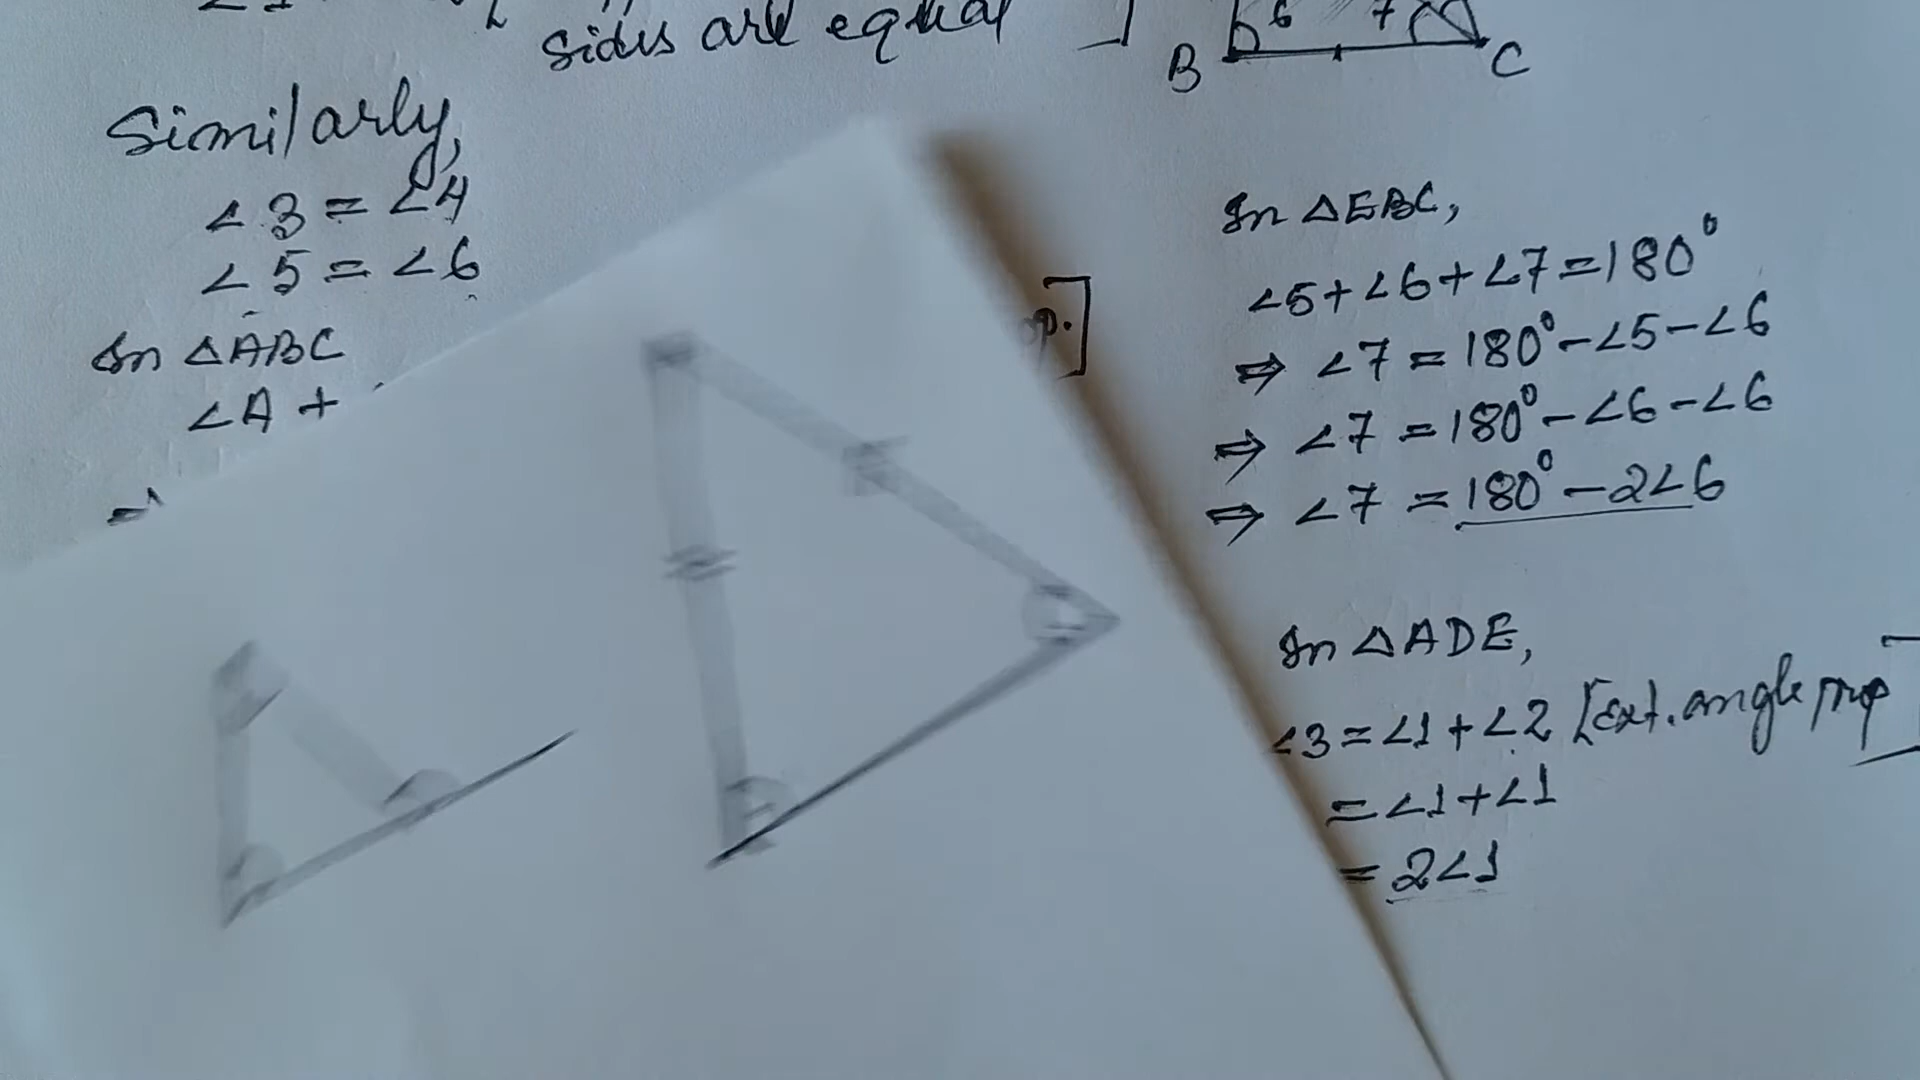 sides are equal ]
6 7
B C
Similarly,
∠3 = ∠4
∠5 = ∠6
In △ABC
∠A +
op.]
In △EBC,
∠5+∠6+∠7=180°
⇒ ∠7 = 180°-∠5-∠6
⇒ ∠7 = 180°-∠6-∠6
⇒ ∠7 = 180°-2∠6
In △ADE,
∠3=∠1+∠2 [Ext. angle prop]
=∠1+∠1
= 2∠1